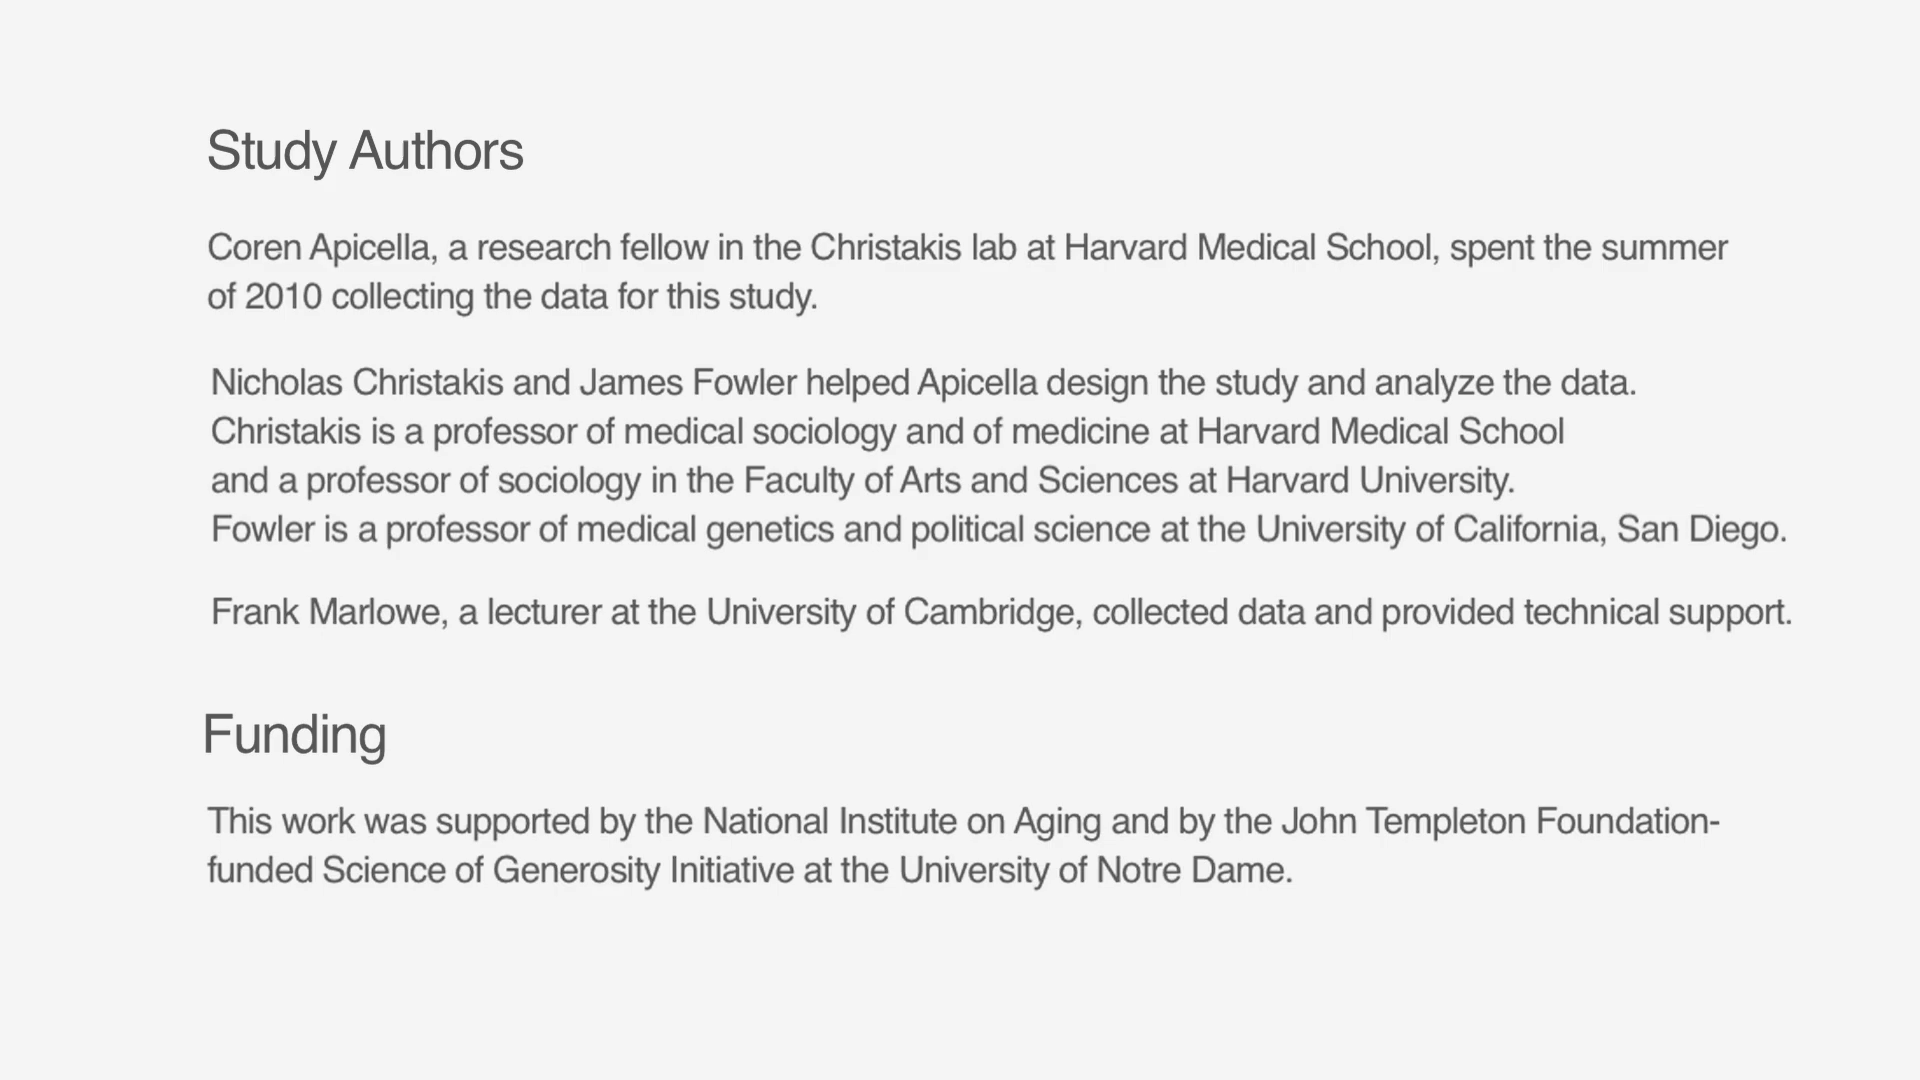 Study Authors
Coren Apicella, a research fellow in the Christakis lab at Harvard Medical School, spent the summer
of 2010 collecting the data for this study.
Nicholas Christakis and James Fowler helped Apicella design the study and analyze the data.
Christakis is a professor of medical sociology and of medicine at Harvard Medical School
and a professor of sociology in the Faculty of Arts and Sciences at Harvard University.
Fowler is a professor of medical genetics and political science at the University of California, San Diego.
Frank Marlowe, a lecturer at the University of Cambridge, collected data and provided technical support.
Funding
This work was supported by the National Institute on Aging and by the John Templeton Foundation-
funded Science of Generosity Initiative at the University of Notre Dame.